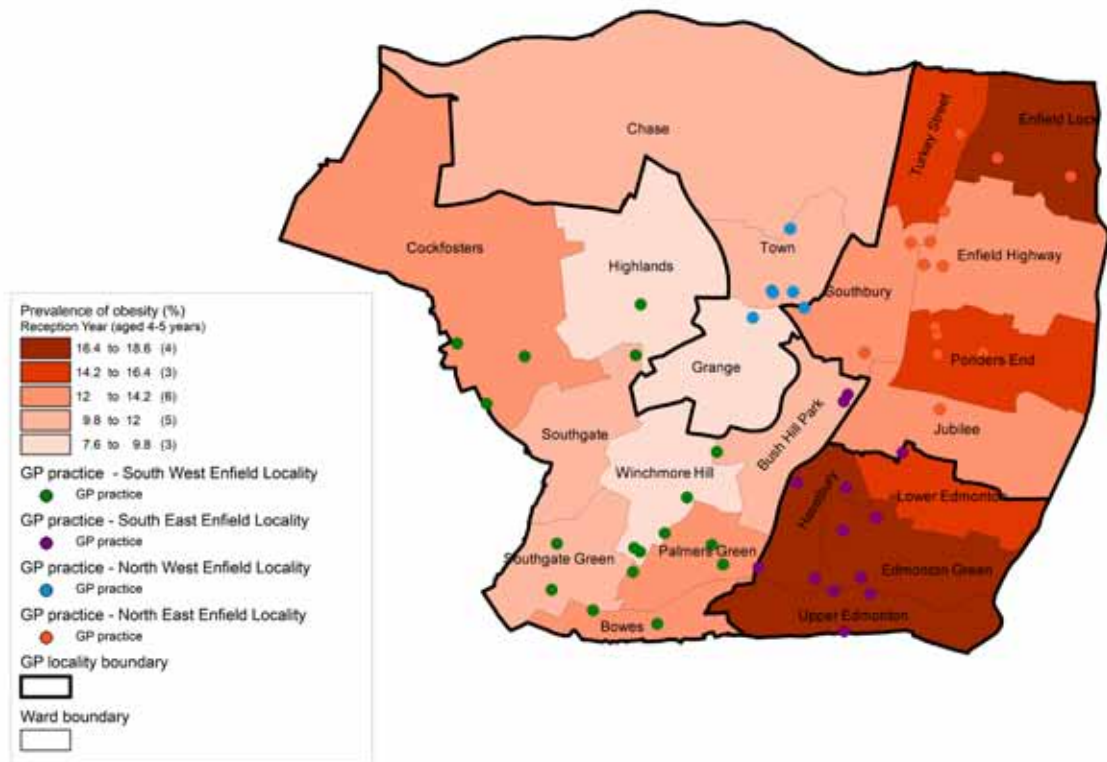 Chase
Turkey Street
Enfield Lock
Cockfosters
Highlands
Town
Enfield Highway
Southbury
Grange
Ponders End
Bush Hill Park
Jubilee
Southgate
Winchmore Hill
Haselbury
Lower Edmonton
Southgate Green
Palmers Green
Edmonton Green
Bowes
Upper Edmonton
Prevalence of obesity (%)
Reception Year (aged 4-5 years)
16.4 to 18.6 (4)
14.2 to 16.4 (3)
12 to 14.2 (6)
9.8 to 12 (5)
7.6 to 9.8 (3)
GP practice - South West Enfield Locality
GP practice
GP practice - South East Enfield Locality
GP practice
GP practice - North West Enfield Locality
GP practice
GP practice - North East Enfield Locality
GP practice
GP locality boundary
Ward boundary